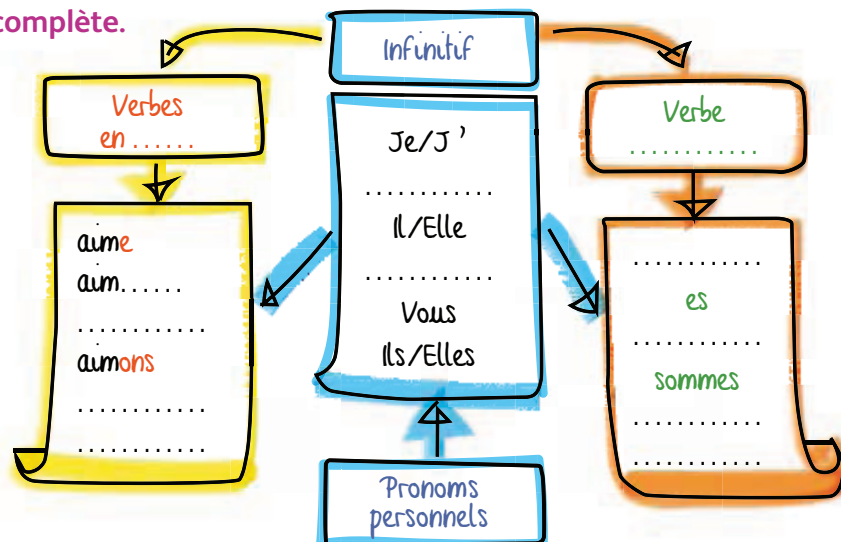 complète.
Infinitif
Verbes
en ......
Verbe
............
Je/J '
............
Il/Elle
............
Vous
Ils/Elles
aime
aim......
............
aimons
............
............
............
es
............
sommes
............
............
Pronoms
personnels